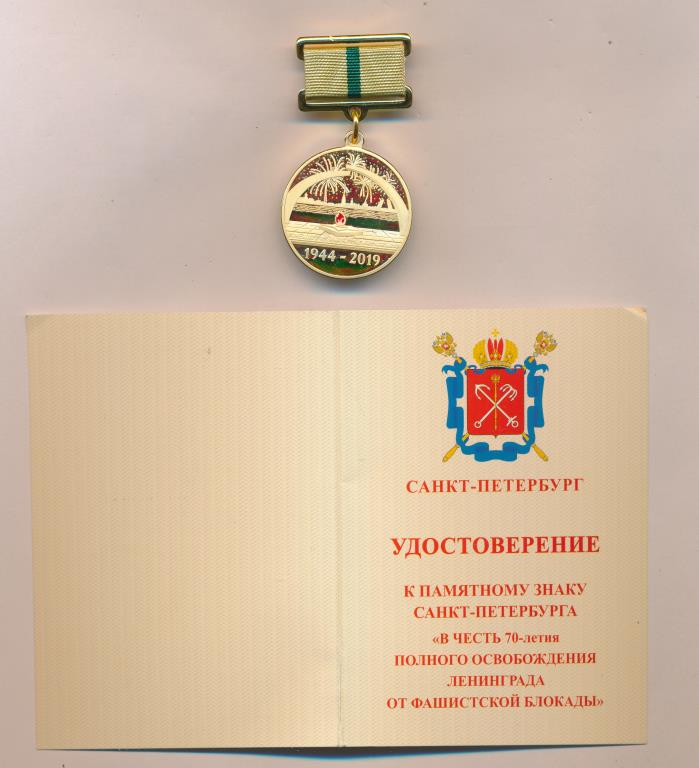 1944 - 2019
САНКТ-ПЕТЕРБУРГ
УДОСТОВЕРЕНИЕ
К ПАМЯТНОМУ ЗНАКУ
САНКТ-ПЕТЕРБУРГА
«В ЧЕСТЬ 70-летия
ПОЛНОГО ОСВОБОЖДЕНИЯ
ЛЕНИНГРАДА
ОТ ФАШИСТСКОЙ БЛОКАДЫ»